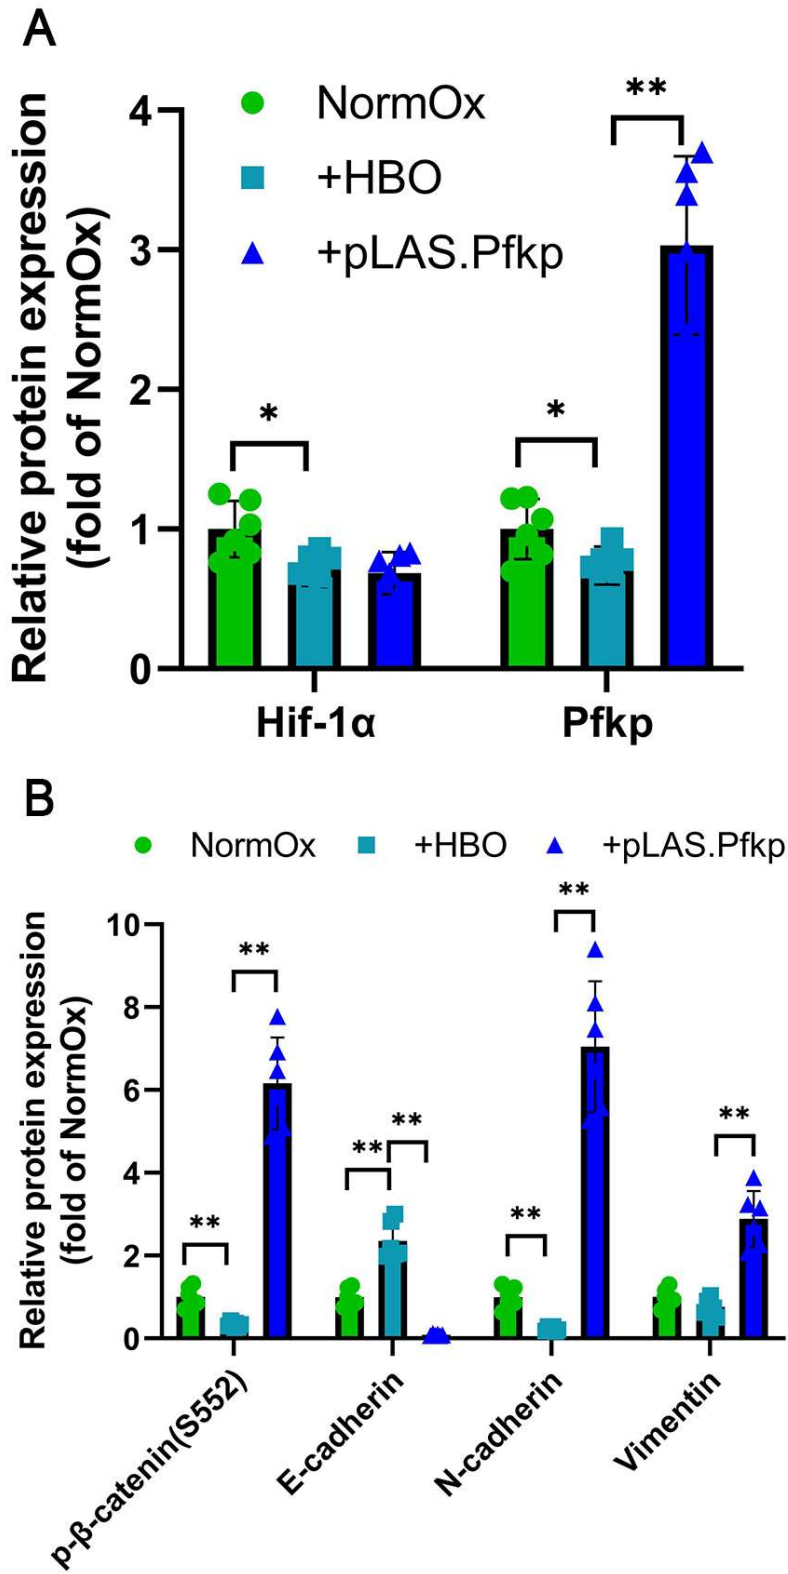 A
Relative protein expression
(fold of NormOx)
4
3
2
1
0
NormOx
+HBO
+pLAS.Pfkp
*
*
**
Hif-1α
Pfkp
B
NormOx
+HBO
+pLAS.Pfkp
Relative protein expression
(fold of NormOx)
10
8
6
4
2
0
**
**
**
**
**
**
**
p-β-catenin(S552)
E-cadherin
N-cadherin
Vimentin